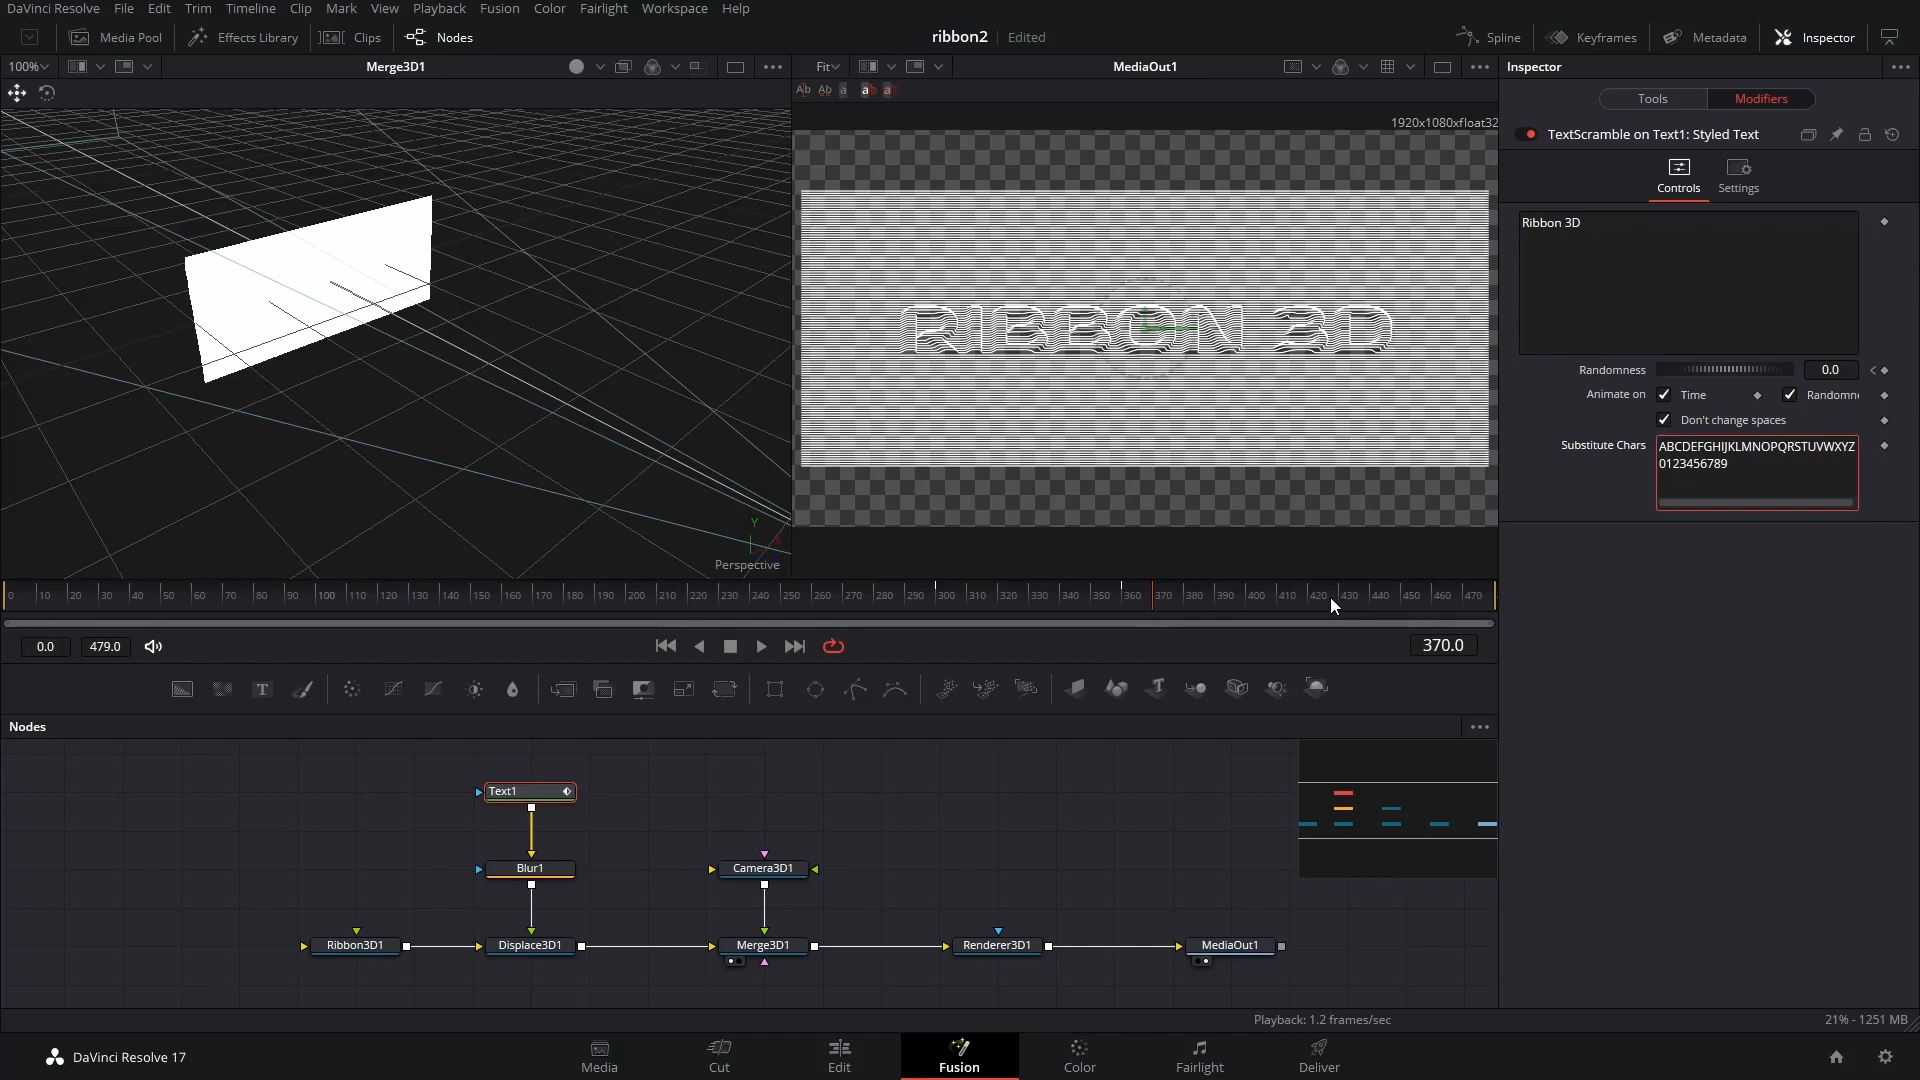 DaVinci Resolve File Edit Trim Timeline Clip Mark View Playback Fusion Color Fairlight Workspace Help
Media Pool Effects Library Clips Nodes ribbon2 Edited Spline Keyframes Metadata Inspector
100% Merge3D1 Fit MediaOut1 Inspector
Tools Modifiers
1920x1080xfloat32
TextScramble on Text1: Styled Text
Controls Settings
Ribbon 3D
RIBBON 3D
Randomness 0.0
Animate on Time Randomn
Don't change spaces
Substitute Chars ABCDEFGHIJKLMNOPQRSTUVWXYZ
0123456789
Y
X
Perspective
0 10 20 30 40 50 60 70 80 90 100 110 120 130 140 150 160 170 180 190 200 210 220 230 240 250 260 270 280 290 300 310 320 330 340 350 360 370 380 390 400 410 420 430 440 450 460 470
0.0 479.0 370.0
Nodes
Text1
Blur1 Camera3D1
Ribbon3D1 Displace3D1 Merge3D1 Renderer3D1 MediaOut1
Playback: 1.2 frames/sec 21% - 1251 MB
DaVinci Resolve 17 Media Cut Edit Fusion Color Fairlight Deliver